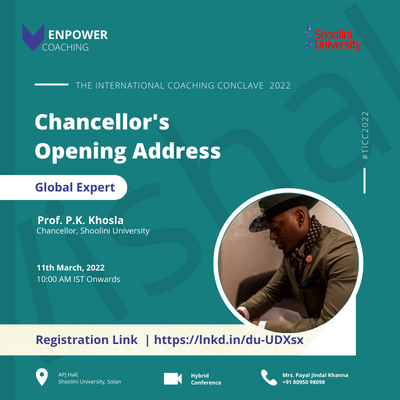 ENPOWER
COACHING
Shoolini
University
THE INTERNATIONAL COACHING CONCLAVE 2022
Chancellor's
Opening Address
#TICC2022
Global Expert
Prof. P.K. Khosla
Chancellor, Shoolini University
11th March, 2022
10:00 AM IST Onwards
Registration Link | https://lnkd.in/du-UDXsx
APJ Hall,
Shoolini University, Solan
Hybrid
Conference
Mrs. Payal Jindal Khanna
+91 80950 98098